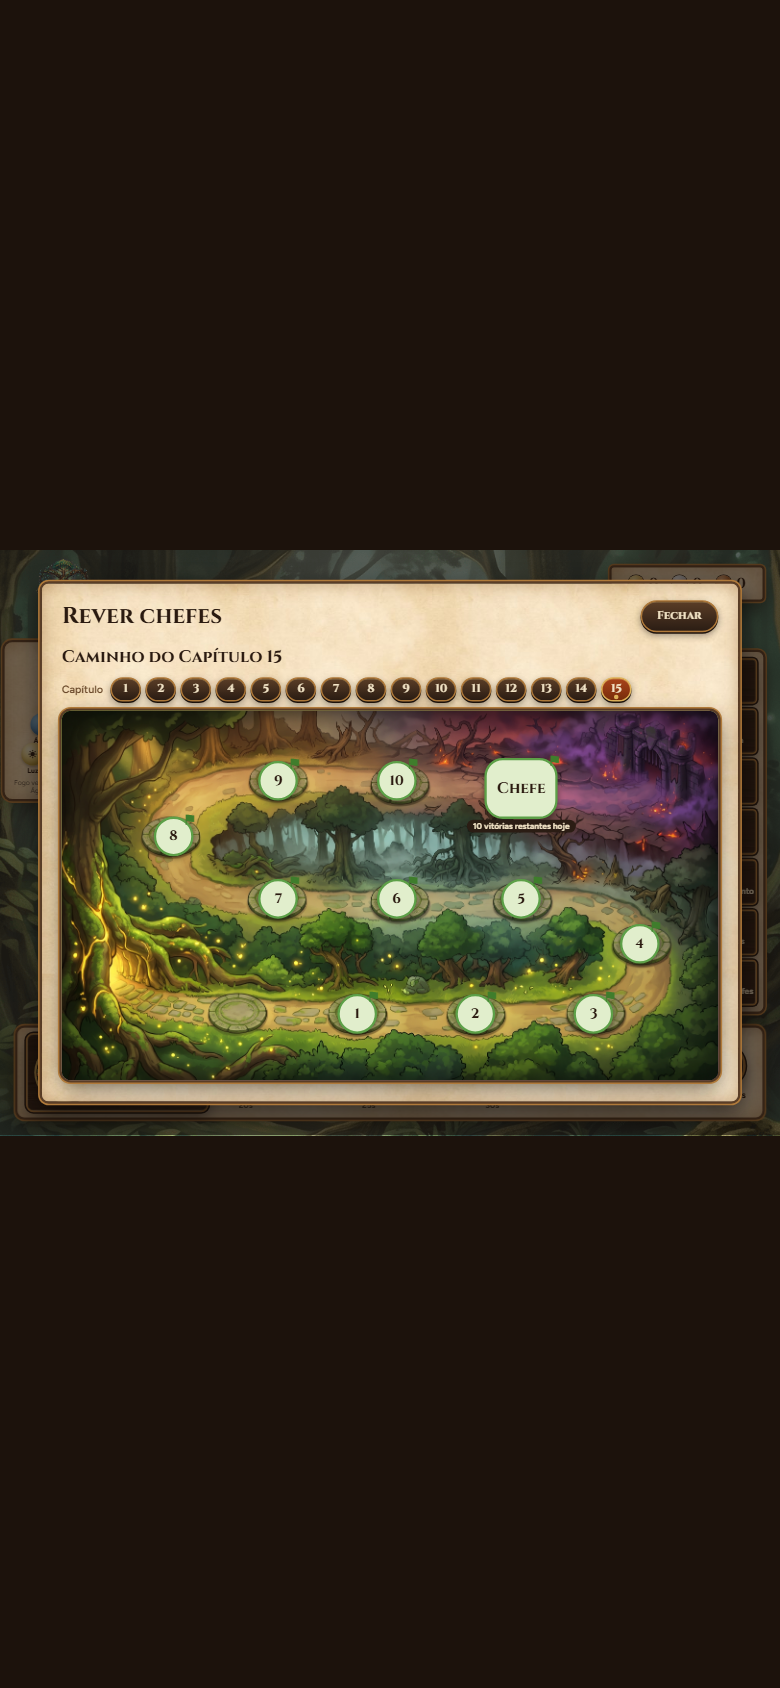 Rever chefes
Fechar
Caminho do Capítulo 15
Capítulo 1 2 3 4 5 6 7 8 9 10 11 12 13 14 15
9 10 Chefe
10 vitórias restantes hoje
8
7 6 5
4
1 2 3